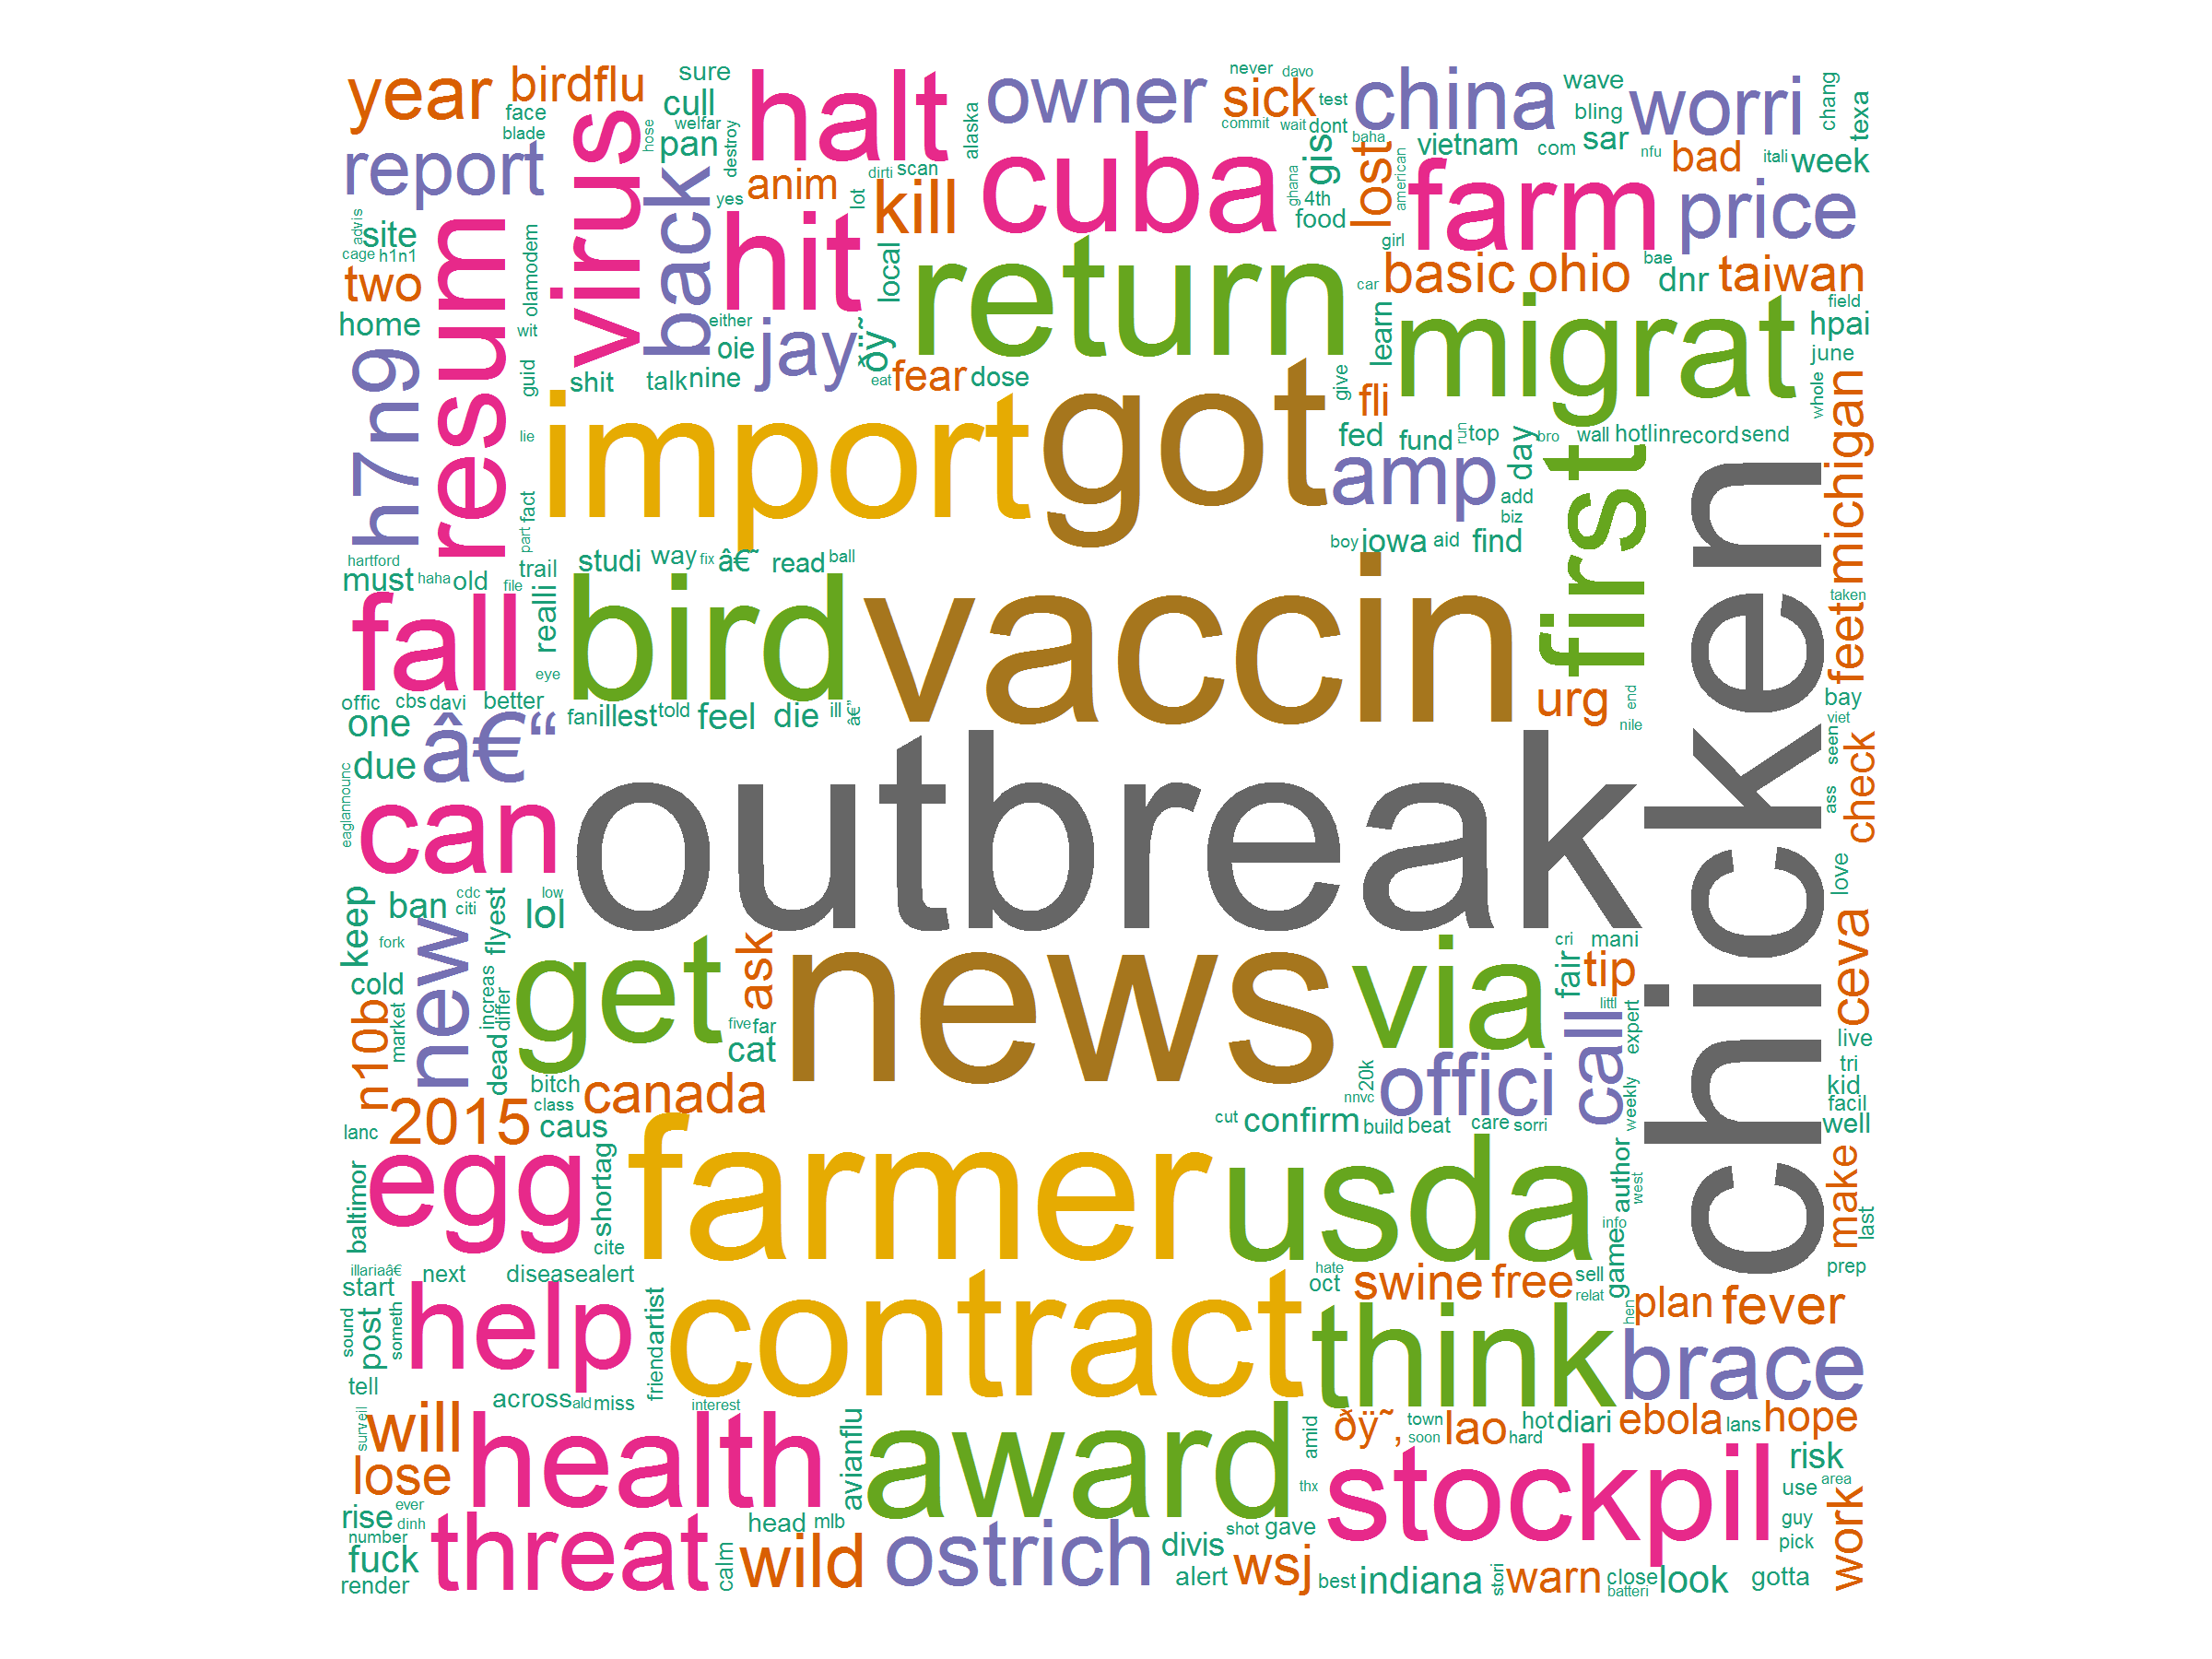 year birdflu sure halt owner never davo china wave chang
face cull sick test bling worri texa
blade hose welfar commit wait dont baha vietnam com sar nfu bad itali week
report virus pan destroy alaska cuba gis lost american farm price
back yes anim dirti scan lot kill ghana 4th food
advis site hit girl
cage h1n1 olamodem local return basic ohio bae dnr taiwan
two car migrat field
home wit either oie jay ðÿ˜ learn hpai
h7n9 resum guid shit talk nine eat fear dose give fli june whole michigan
lie import got fed fund run top day bro wall hotlin record send
part fact amp add biz first chicken
hartford trail studi way fix â€˜ read ball boy iowa aid find
must haha old file taken
fall realli bird vaccin feet
eye urg end bay
offic cbs davi better fan illest told feel die ill â€” nile viet
one â€“ seen check
due outbreak ass
eaglannounc can love
keep ban cdc citi low lol flyest
fork new get ask news via cri mani fair tip ceva
cold increas differ littl expert
n10b market dead five far cat call live
bitch canada offici nnvc 20k tri kid
2015 class caus cut confirm build beat care sorri weekly facil well
lanc
baltimor egg shortag farmer usda author west make last
cite info game
illariaâ€ next diseasealert hate oct swine free sell relat prep
start friendartist contract think hen plan fever
sound post someth help brace
tell across ald miss interest
surveil will health avianflu award amid ðÿ˜‚ town soon lao hot hard diari ebola lans hope
lose thx stockpil risk area use work
rise ever dinh number threat calm head mlb ostrich shot gave guy
fuck wild divis wsj pick
render alert best indiana stori warn close batteri look gotta